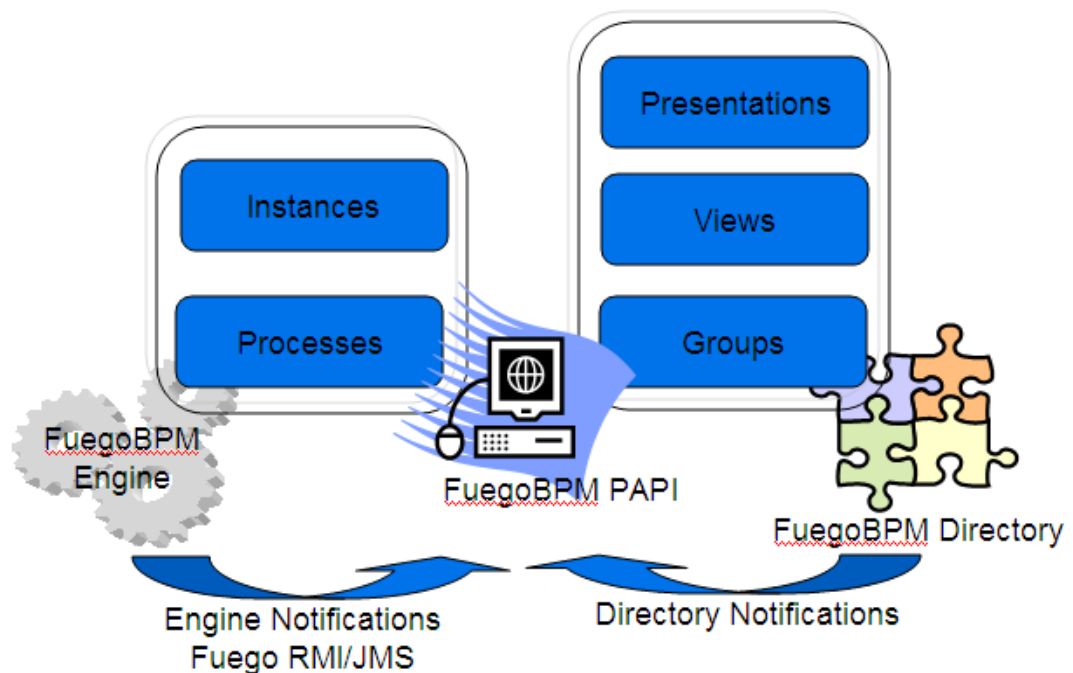 Presentations
Instances
Views
Processes
Groups
FuegoBPM
Engine
FuegoBPM PAPI
FuegoBPM Directory
Engine Notifications
Fuego RMI/JMS
Directory Notifications